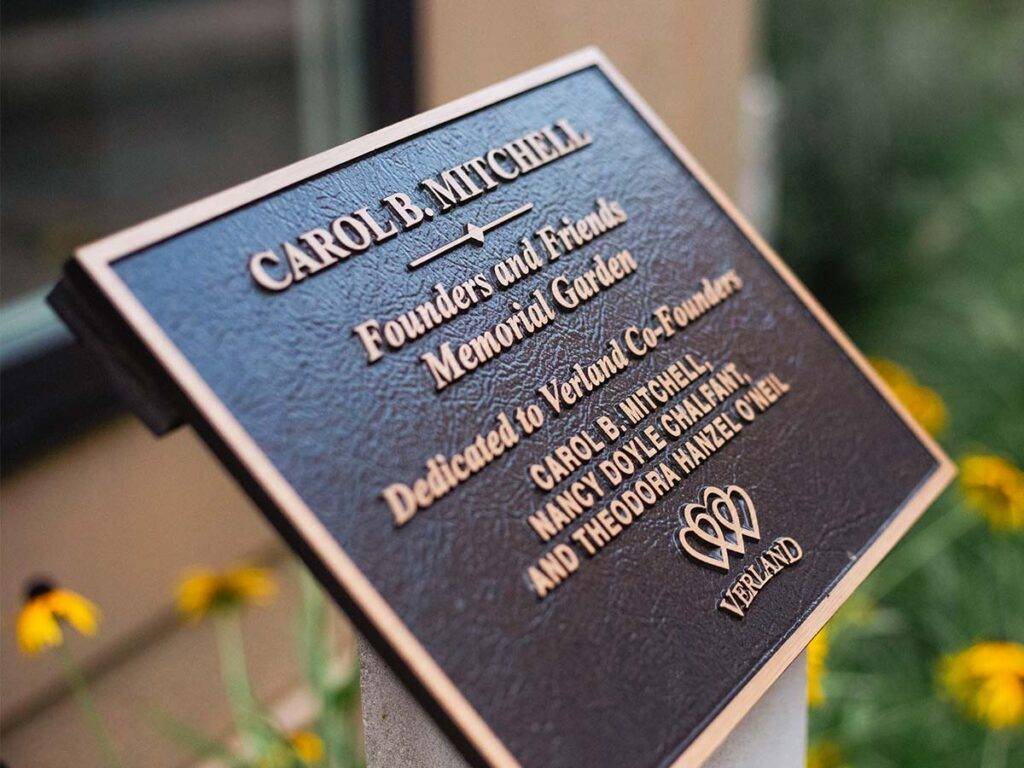 CAROL B. MITCHELL
Founders and Friends
Memorial Garden
Dedicated to Verland Co-Founders
CAROL B. MITCHELL,
NANCY DOYLE CHALFANT,
AND THEODORA HANZEL O'NEIL
VERLAND